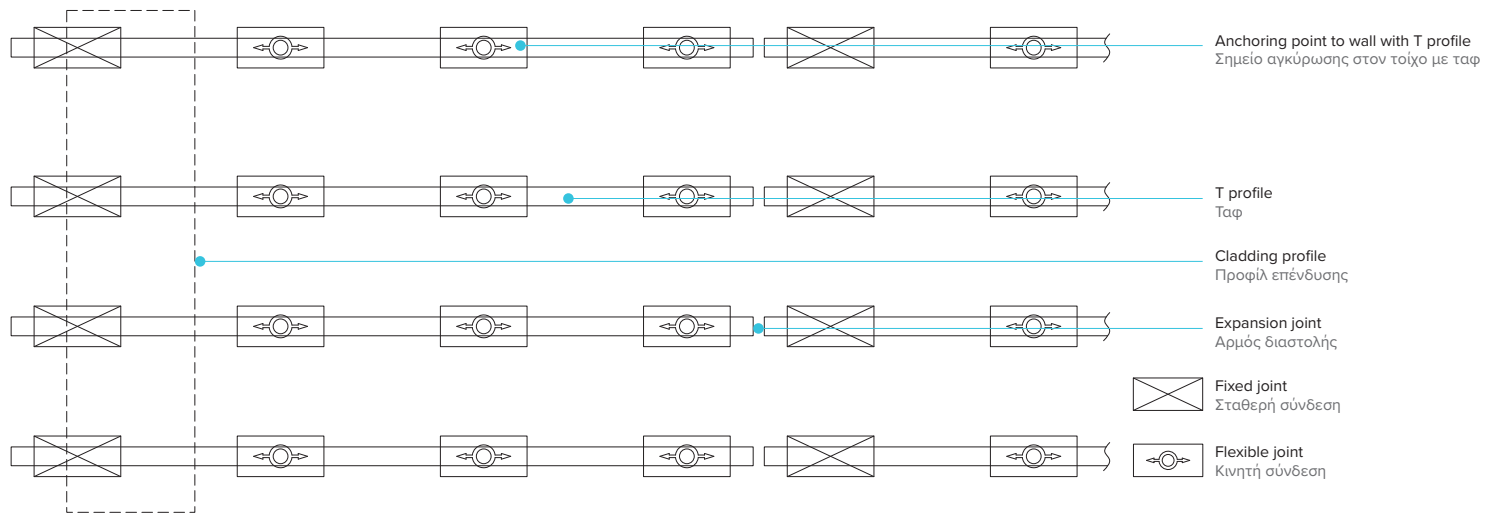 Anchoring point to wall with T profile
Σημείο αγκύρωσης στον τοίχο με ταφ
T profile
Ταφ
Cladding profile
Προφίλ επένδυσης
Expansion joint
Αρμός διαστολής
Fixed joint
Σταθερή σύνδεση
Flexible joint
Κινητή σύνδεση